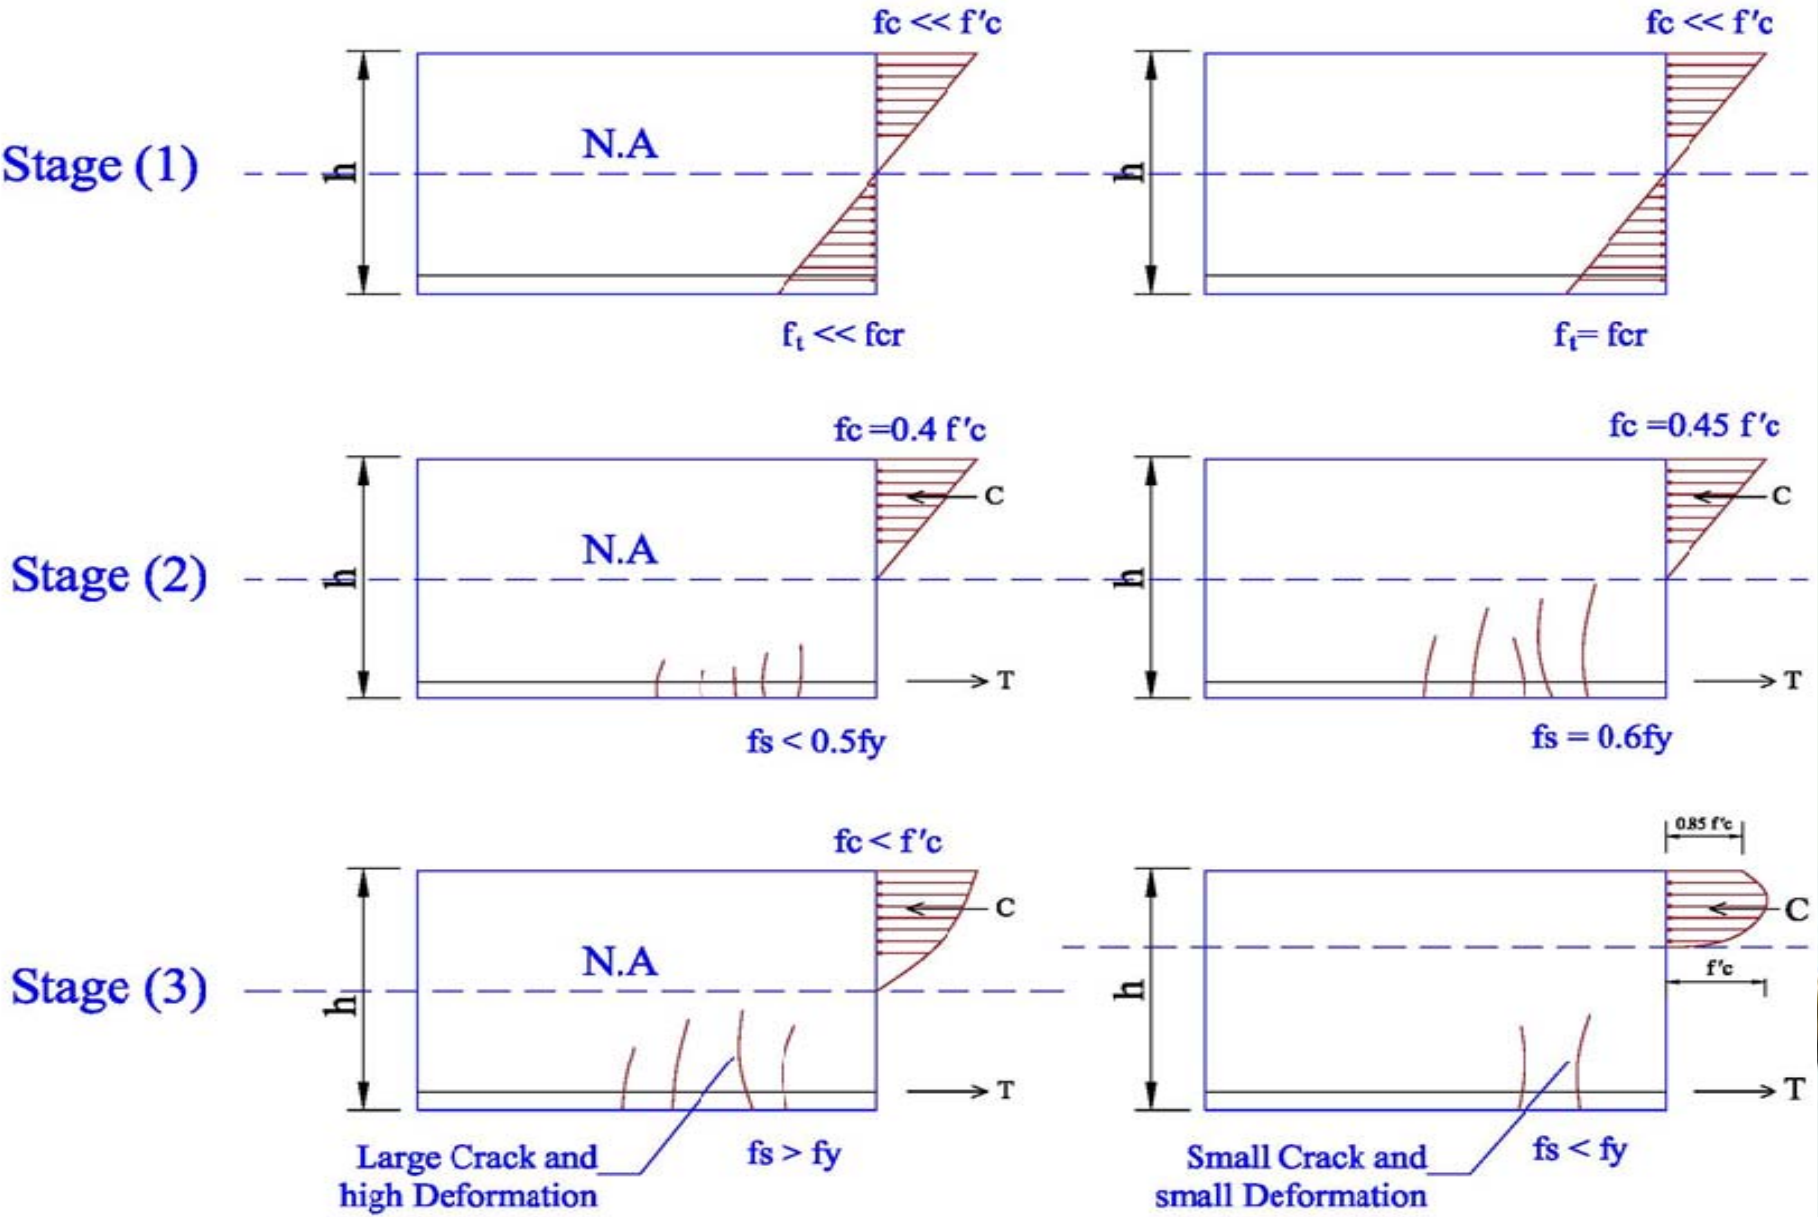 fc << f'c
fc << f'c
Stage (1)
h
N.A
h
f_t << fcr
f_t= fcr
fc =0.4 f'c
fc =0.45 f'c
C
C
Stage (2)
h
N.A
h
T
T
fs < 0.5fy
fs = 0.6fy
fc < f'c
0.85 f'c
C
C
Stage (3)
h
N.A
h
f'c
T
T
Large Crack and
high Deformation
fs > fy
Small Crack and
small Deformation
fs < fy